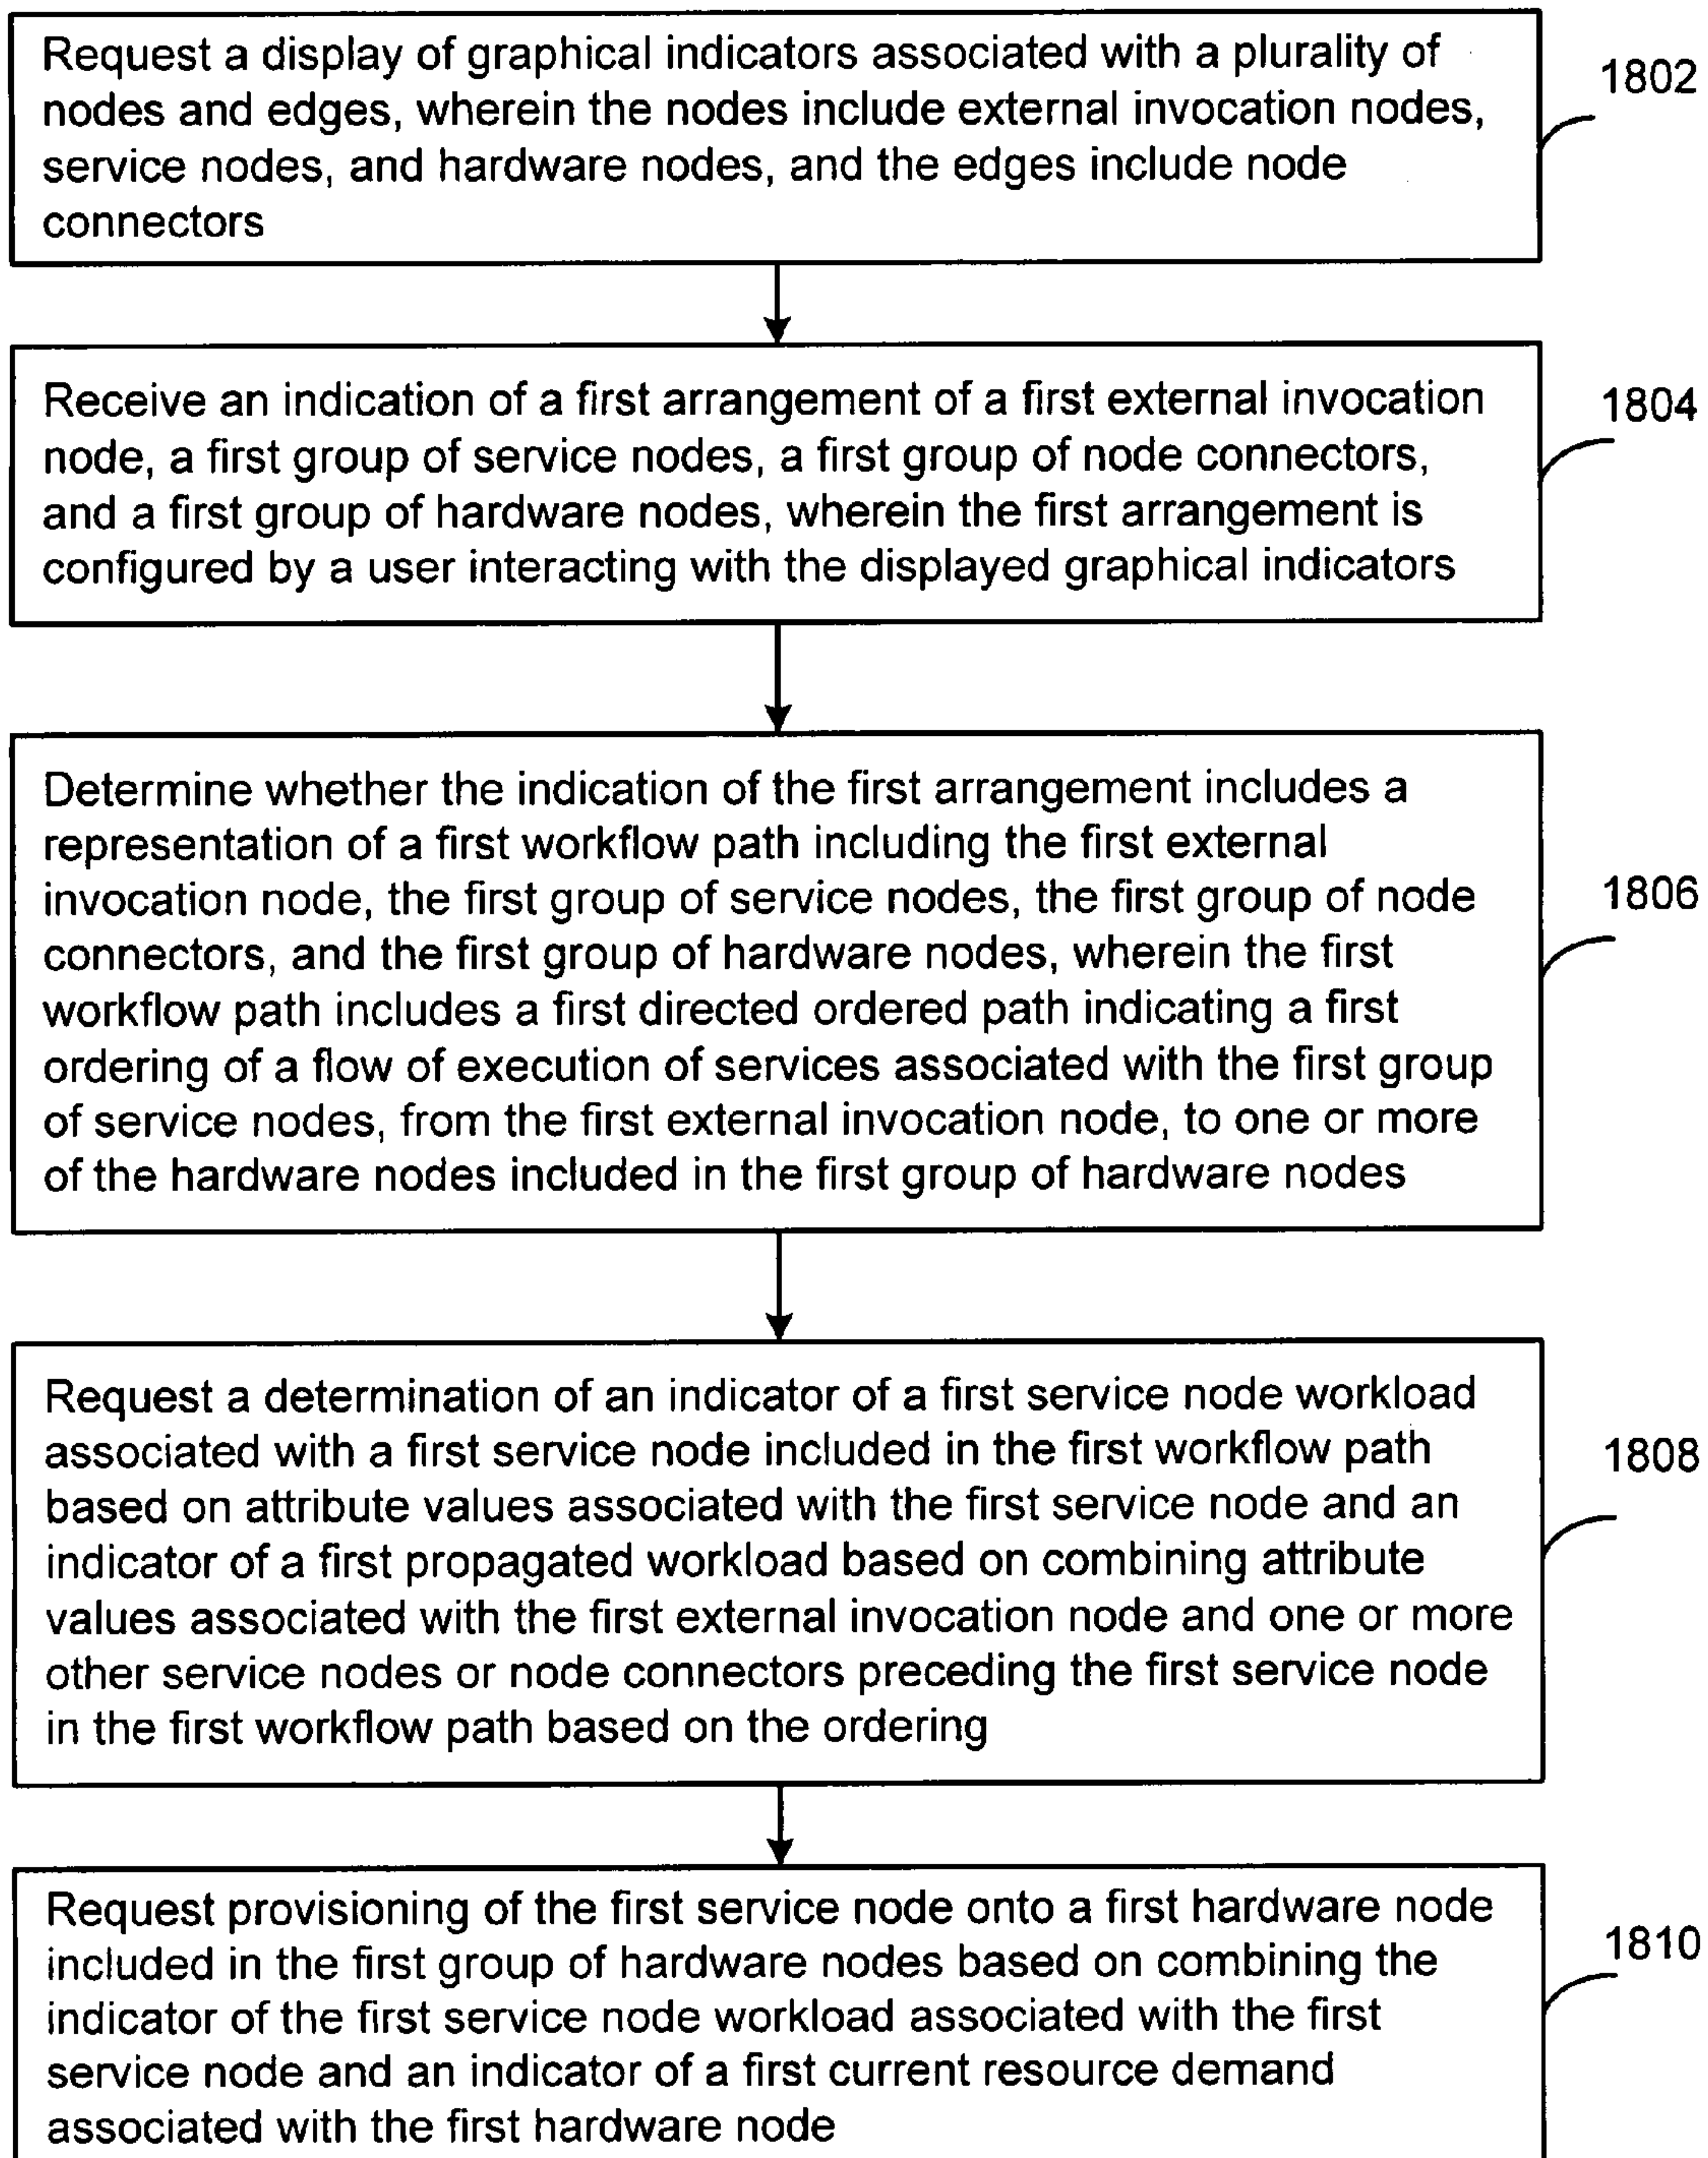 Request a display of graphical indicators associated with a plurality of
nodes and edges, wherein the nodes include external invocation nodes,
service nodes, and hardware nodes, and the edges include node
connectors
1802
Receive an indication of a first arrangement of a first external invocation
node, a first group of service nodes, a first group of node connectors,
and a first group of hardware nodes, wherein the first arrangement is
configured by a user interacting with the displayed graphical indicators
1804
Determine whether the indication of the first arrangement includes a
representation of a first workflow path including the first external
invocation node, the first group of service nodes, the first group of node
connectors, and the first group of hardware nodes, wherein the first
workflow path includes a first directed ordered path indicating a first
ordering of a flow of execution of services associated with the first group
of service nodes, from the first external invocation node, to one or more
of the hardware nodes included in the first group of hardware nodes
1806
Request a determination of an indicator of a first service node workload
associated with a first service node included in the first workflow path
based on attribute values associated with the first service node and an
indicator of a first propagated workload based on combining attribute
values associated with the first external invocation node and one or more
other service nodes or node connectors preceding the first service node
in the first workflow path based on the ordering
1808
Request provisioning of the first service node onto a first hardware node
included in the first group of hardware nodes based on combining the
indicator of the first service node workload associated with the first
service node and an indicator of a first current resource demand
associated with the first hardware node
1810